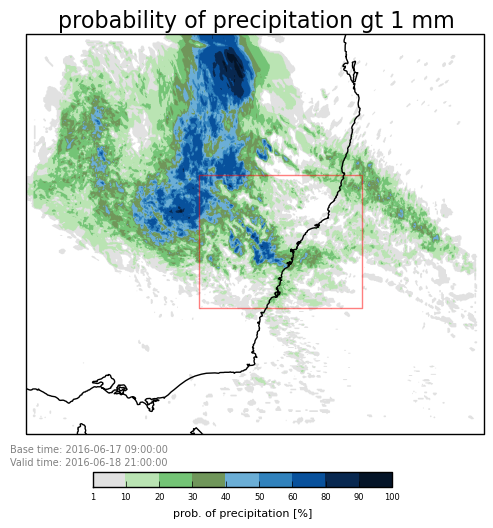 probability of precipitation gt 1 mm
Base time: 2016-06-17 09:00:00
Valid time: 2016-06-18 21:00:00
1 10 20 30 40 50 60 70 80 90 100
prob. of precipitation [%]